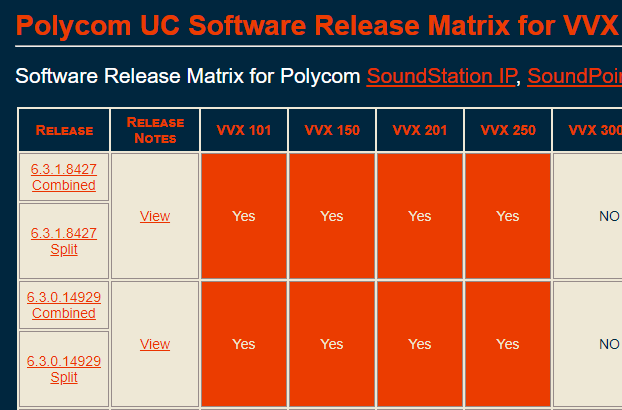 Polycom UC Software Release Matrix for VVX
Software Release Matrix for Polycom SoundStation IP, SoundPoi
Release
Release
Notes
VVX 101
VVX 150
VVX 201
VVX 250
VVX 300
6.3.1.8427
Combined
View
Yes
Yes
Yes
Yes
NO
6.3.1.8427
Split
6.3.0.14929
Combined
View
Yes
Yes
Yes
Yes
NO
6.3.0.14929
Split